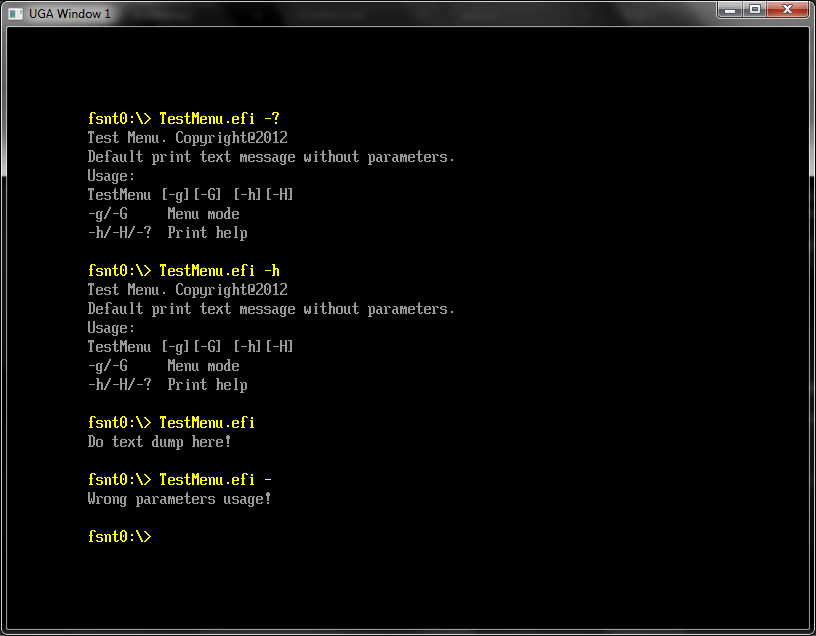 UGA Window 1
fsnt0:\> TestMenu.efi -?
Test Menu. Copyright@2012
Default print text message without parameters.
Usage:
TestMenu [-g][-G] [-h][-H]
-g/-G     Menu mode
-h/-H/-?  Print help
fsnt0:\> TestMenu.efi -h
Test Menu. Copyright@2012
Default print text message without parameters.
Usage:
TestMenu [-g][-G] [-h][-H]
-g/-G     Menu mode
-h/-H/-?  Print help
fsnt0:\> TestMenu.efi
Do text dump here!
fsnt0:\> TestMenu.efi -
Wrong parameters usage!
fsnt0:\>